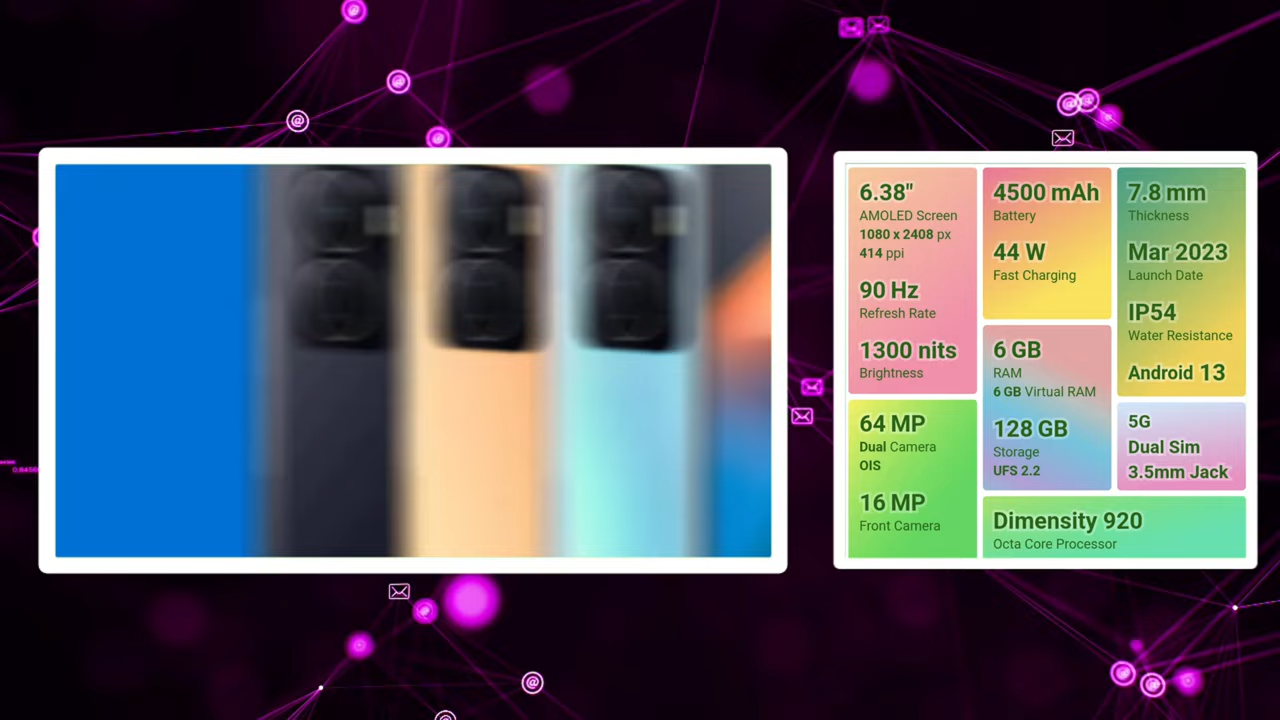 6.38"
AMOLED Screen
1080 x 2408 px
414 ppi
90 Hz
Refresh Rate
1300 nits
Brightness
64 MP
Dual Camera
OIS
16 MP
Front Camera
4500 mAh
Battery
44 W
Fast Charging
6 GB
RAM
6 GB Virtual RAM
128 GB
Storage
UFS 2.2
7.8 mm
Thickness
Mar 2023
Launch Date
IP54
Water Resistance
Android 13
5G
Dual Sim
3.5mm Jack
Dimensity 920
Octa Core Processor